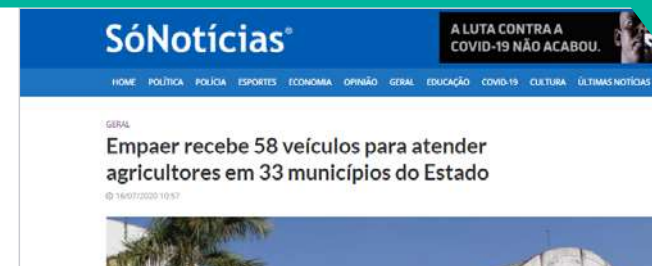 SóNotícias®
A LUTA CONTRA A
COVID-19 NÃO ACABOU.
HOME POLÍTICA POLÍCIA ESPORTES ECONOMIA OPINIÃO GERAL EDUCAÇÃO COVID-19 CULTURA ÚLTIMAS NOTÍCIAS
GERAL
Empaer recebe 58 veículos para atender
agricultores em 33 municípios do Estado
16/07/2020 10:57